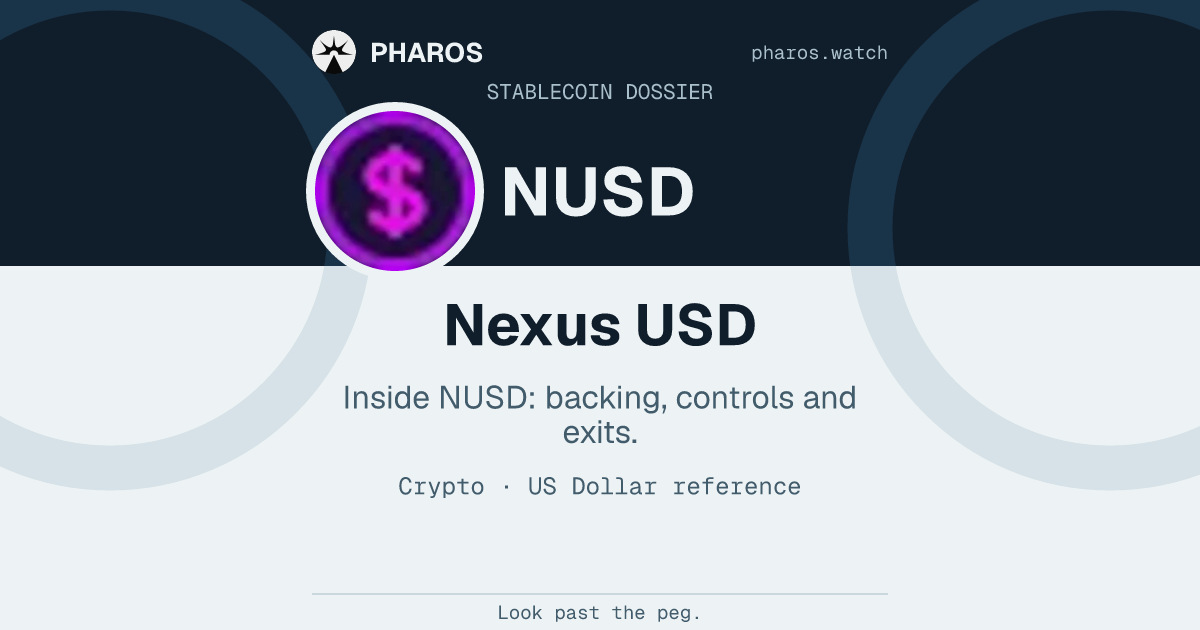 PHAROS
pharos.watch
STABLECOIN DOSSIER
$
NUSD
Nexus USD
Inside NUSD: backing, controls and
exits.
Crypto · US Dollar reference
Look past the peg.